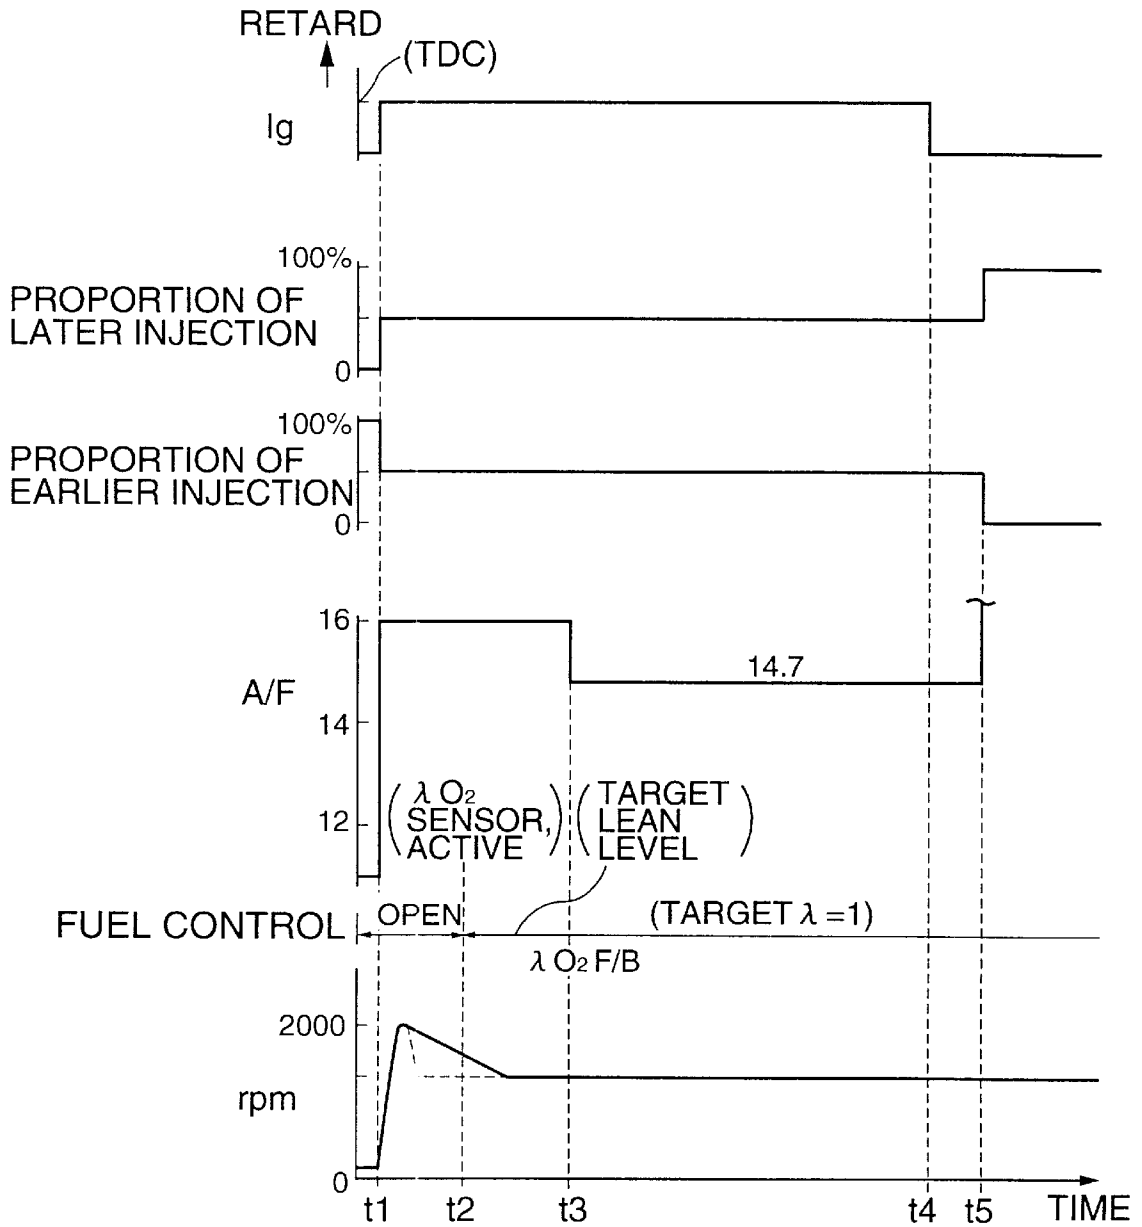 RETARD
(TDC)
Ig
100%
PROPORTION OF
LATER INJECTION
0
100%
PROPORTION OF
EARLIER INJECTION
0
16
14.7
A/F
14
12
(λ O2
SENSOR,
ACTIVE)
(TARGET
LEAN
LEVEL)
FUEL CONTROL
OPEN
(TARGET λ =1)
λ O2 F/B
2000
rpm
0
t1 t2 t3 t4 t5 TIME